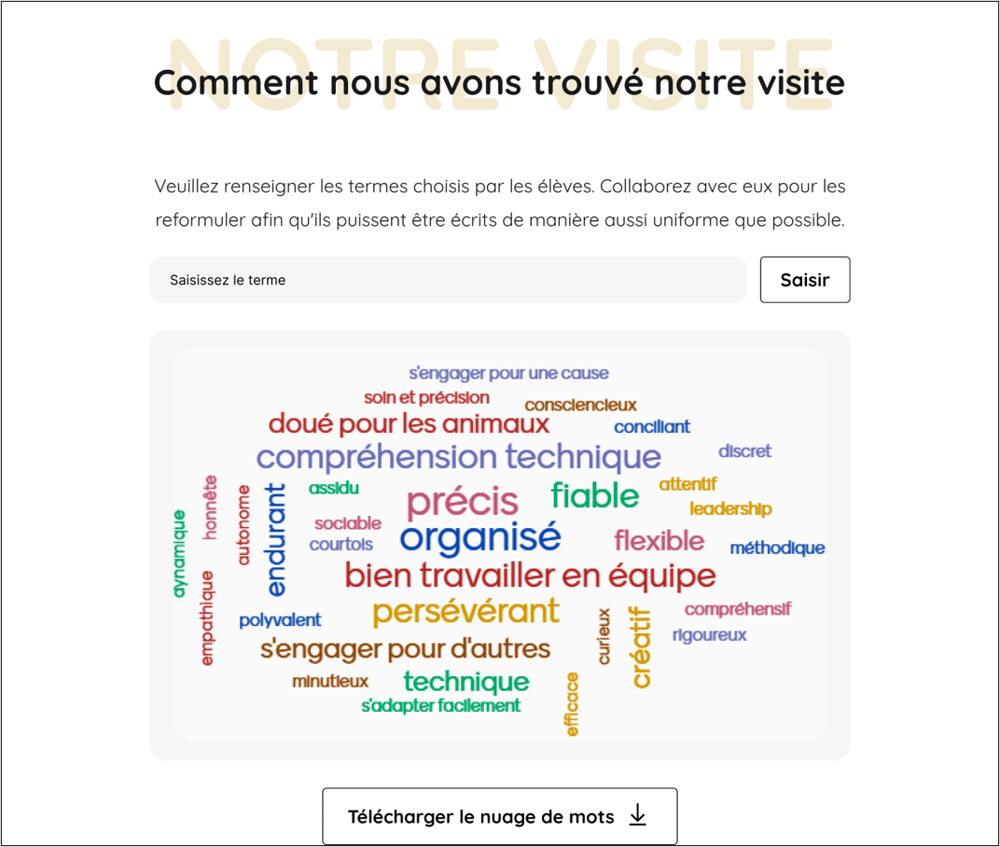 NOTRE VISITE
Comment nous avons trouvé notre visite
Veuillez renseigner les termes choisis par les élèves. Collaborez avec eux pour les
reformuler afin qu'ils puissent être écrits de manière aussi uniforme que possible.
Saisissez le terme
Saisir
s'engager pour une cause
soin et précision
consciencieux
doué pour les animaux
conciliant
compréhension technique
discret
honnête
autonome
endurant
assidu
précis
fiable
attentif
leadership
dynamique
sociable
courtois
organisé
flexible
méthodique
bien travailler en équipe
empathique
polyvalent
persévérant
curieux
créatif
compréhensif
rigoureux
s'engager pour d'autres
minutieux
technique
efficace
s'adapter facilement
Télécharger le nuage de mots